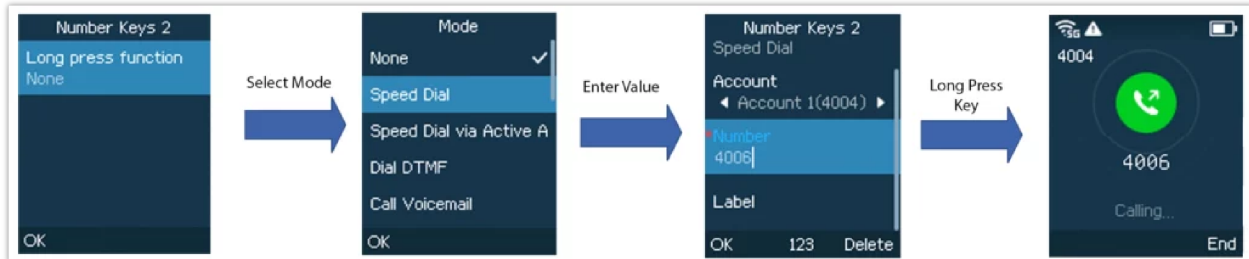 Number Keys 2
Long press function
None
OK
Select Mode
Mode
None
Speed Dial
Speed Dial via Active A
Dial DTMF
Call Voicemail
OK
Enter Value
Number Keys 2
Speed Dial
Account
Account 1(4004)
*Number
4006
Label
OK 123 Delete
Long Press
Key
5G
4004
4006
Calling...
End